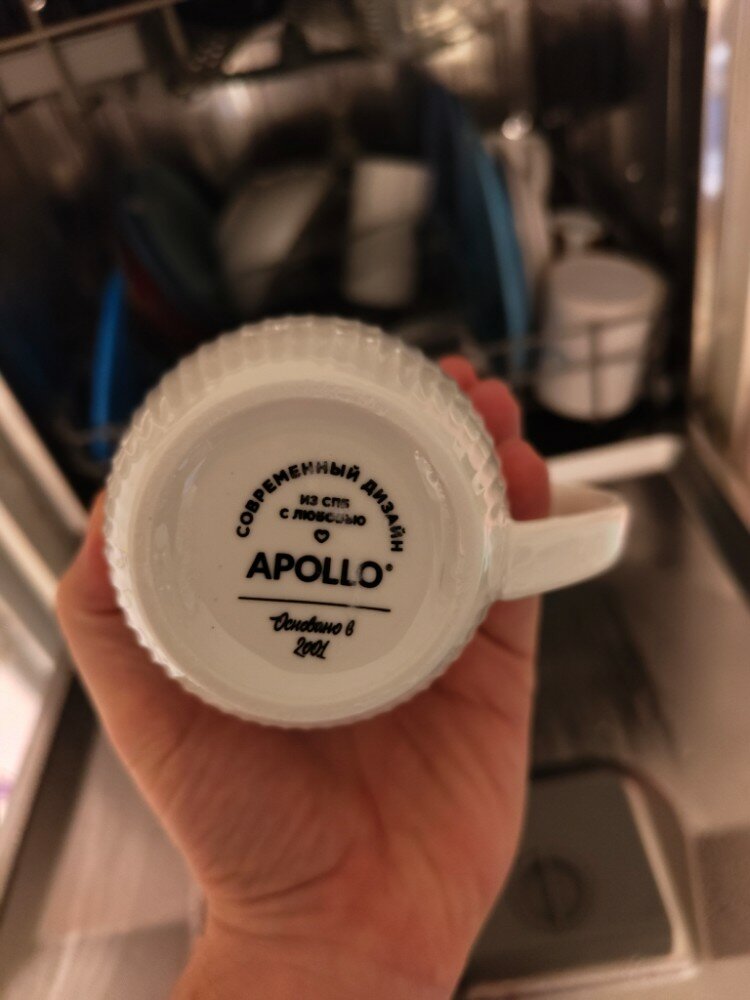 СОВРЕМЕННЫЙ ДИЗАЙН
ИЗ СПБ
С ЛЮБОВЬЮ
APOLLO®
Основано в
2001